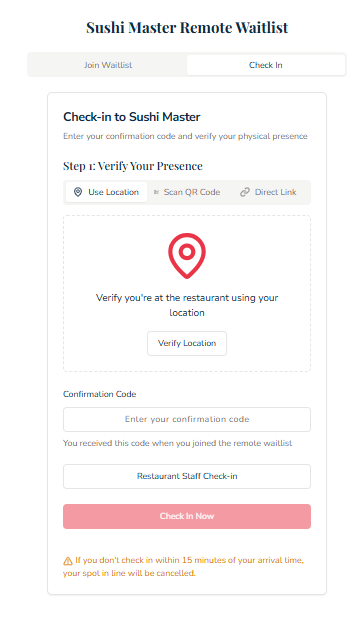 Sushi Master Remote Waitlist
Join Waitlist
Check In
Check-in to Sushi Master
Enter your confirmation code and verify your physical presence
Step 1: Verify Your Presence
Use Location
Scan QR Code
Direct Link
Verify you're at the restaurant using your
location
Verify Location
Confirmation Code
Enter your confirmation code
You received this code when you joined the remote waitlist
Restaurant Staff Check-in
Check In Now
If you don't check in within 15 minutes of your arrival time,
your spot in line will be cancelled.